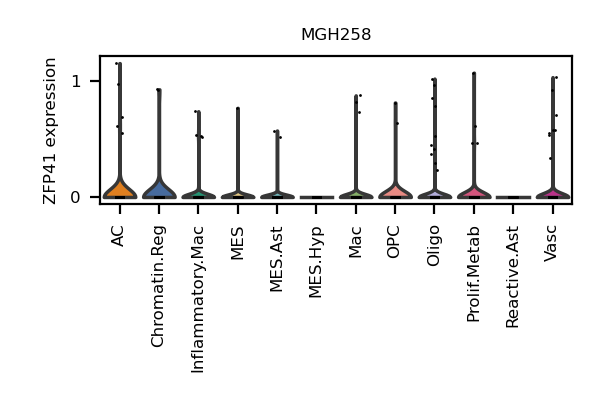 MGH258
ZFP41 expression
1
0
AC
Chromatin.Reg
Inflammatory.Mac
MES
MES.Ast
MES.Hyp
Mac
OPC
Oligo
Prolif.Metab
Reactive.Ast
Vasc